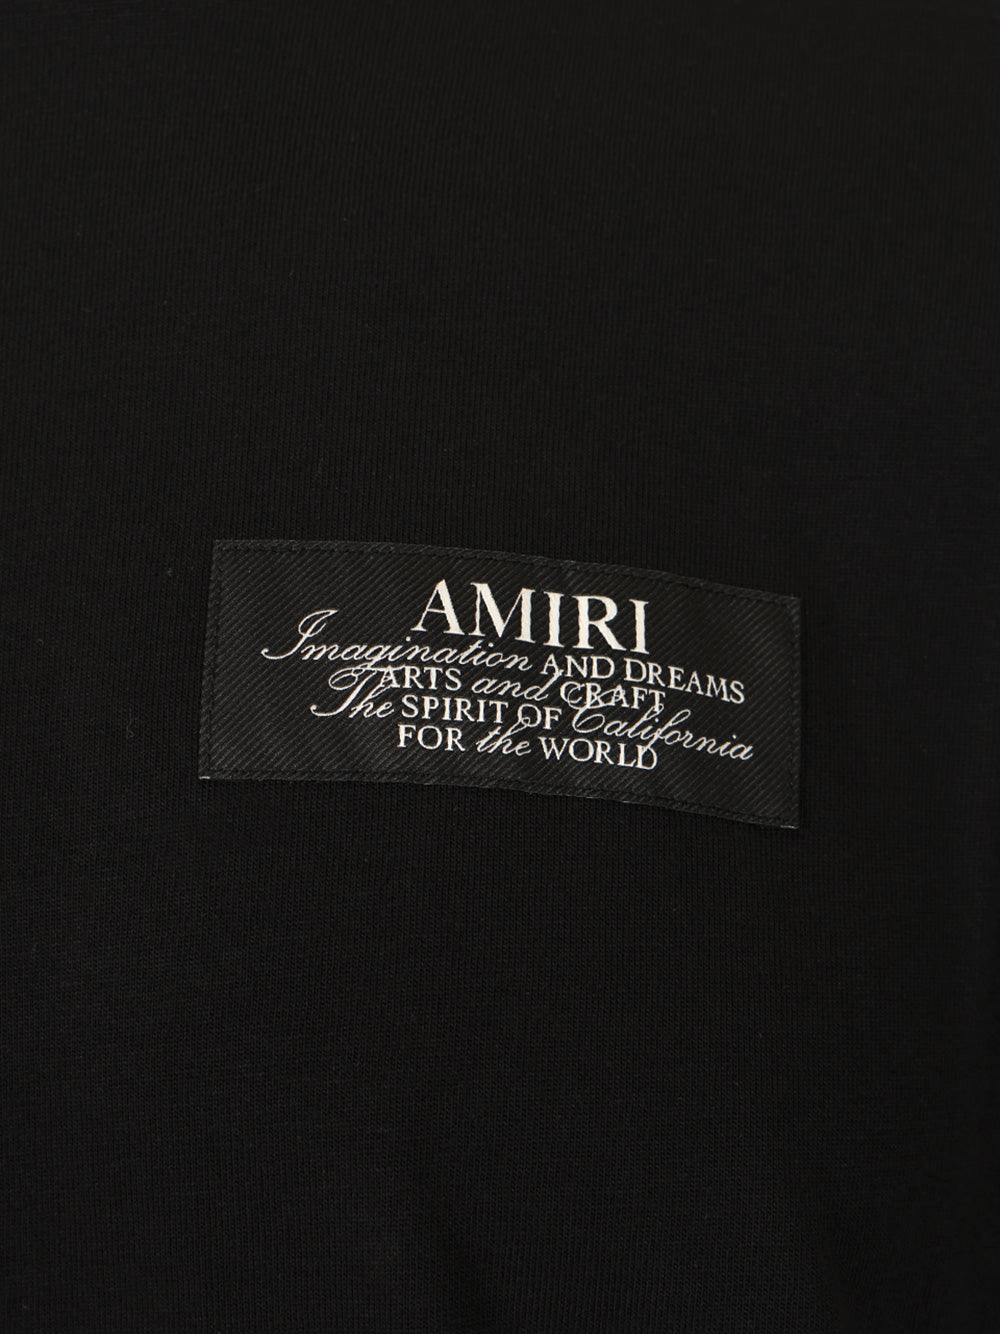 AMIRI
Imagination AND DREAMS
ARTS and CRAFT
The SPIRIT OF California
FOR the WORLD